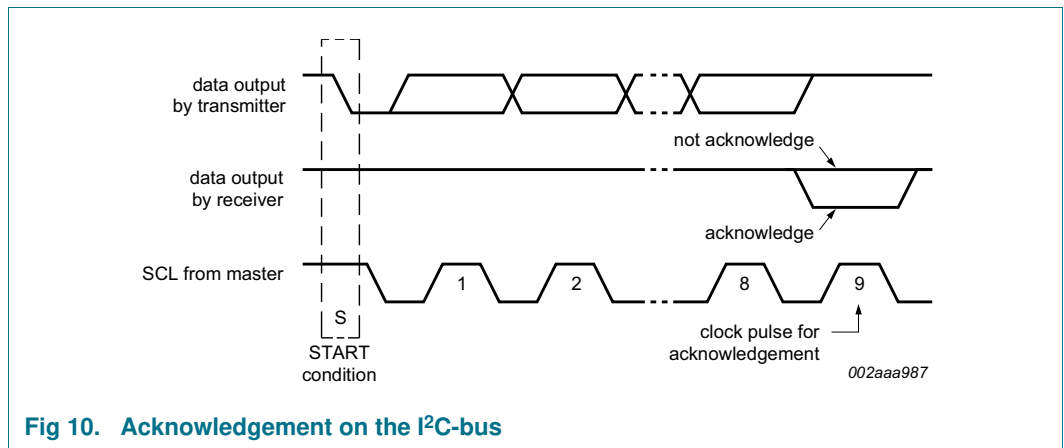 data output
by transmitter
not acknowledge
data output
by receiver
acknowledge
SCL from master
1
2
8
9
S
START
condition
clock pulse for
acknowledgement
002aaa987
Fig 10. Acknowledgement on the I²C-bus